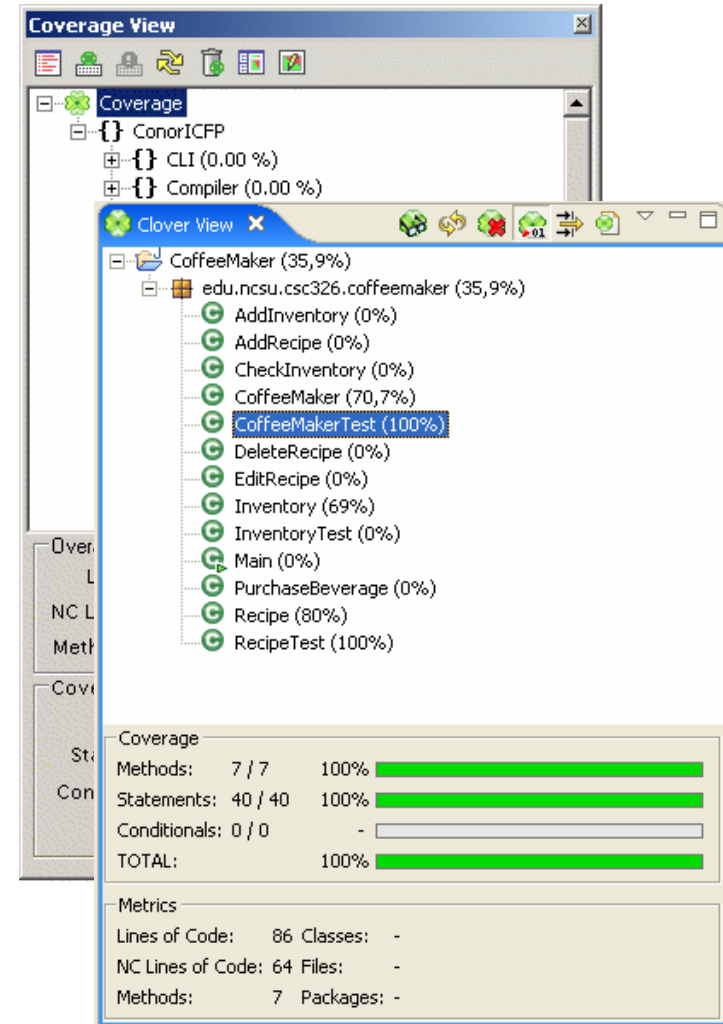 Coverage View
Coverage
{} ConorICFP
{} CLI (0.00 %)
{} Compiler (0.00 %)
Clover View
CoffeeMaker (35,9%)
edu.ncsu.csc326.coffeemaker (35,9%)
AddInventory (0%)
AddRecipe (0%)
CheckInventory (0%)
CoffeeMaker (70,7%)
CoffeeMakerTest (100%)
DeleteRecipe (0%)
EditRecipe (0%)
Inventory (69%)
InventoryTest (0%)
Main (0%)
PurchaseBeverage (0%)
Recipe (80%)
RecipeTest (100%)
NC L
Coverage
Methods: 7 / 7 100%
Statements: 40 / 40 100%
Conditionals: 0 / 0 -
TOTAL: 100%
Metrics
Lines of Code: 86 Classes: -
NC Lines of Code: 64 Files: -
Methods: 7 Packages: -